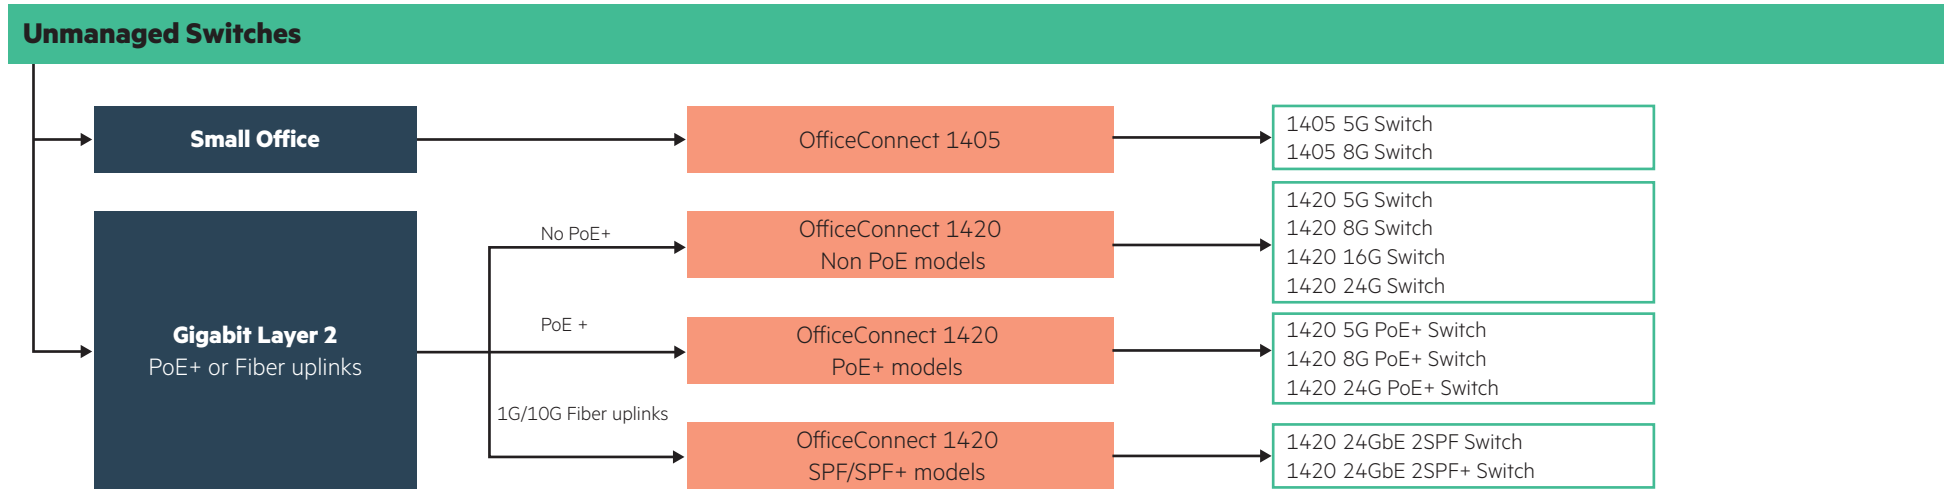 Unmanaged Switches
Small Office
OfficeConnect 1405
1405 5G Switch
1405 8G Switch
Gigabit Layer 2
PoE+ or Fiber uplinks
No PoE+
OfficeConnect 1420
Non PoE models
1420 5G Switch
1420 8G Switch
1420 16G Switch
1420 24G Switch
PoE +
OfficeConnect 1420
PoE+ models
1420 5G PoE+ Switch
1420 8G PoE+ Switch
1420 24G PoE+ Switch
1G/10G Fiber uplinks
OfficeConnect 1420
SPF/SPF+ models
1420 24GbE 2SPF Switch
1420 24GbE 2SPF+ Switch